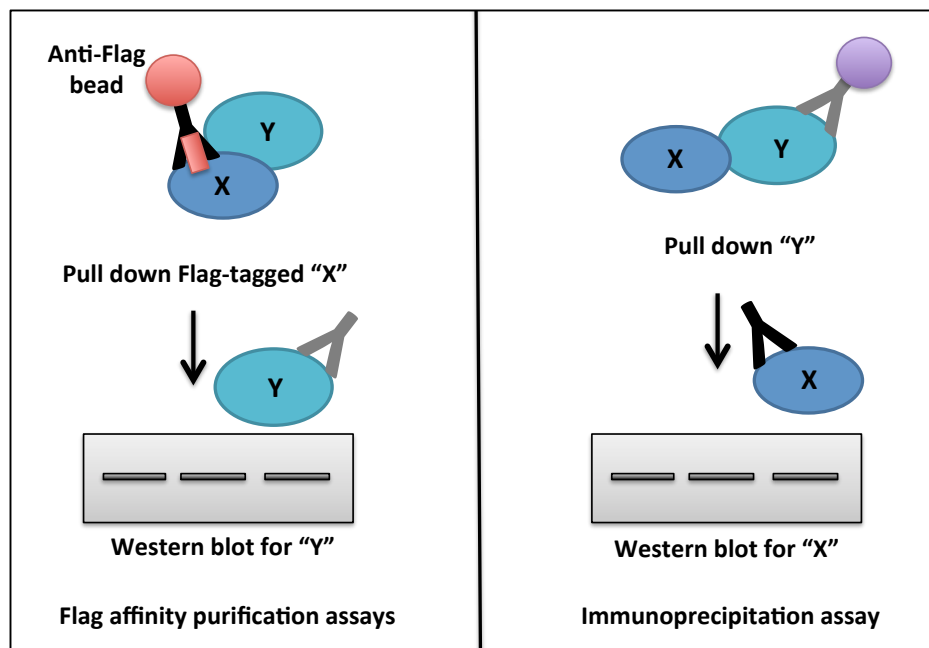 Anti-Flag
bead
Y
X
Pull down Flag-tagged “X”
Y
Western blot for “Y”
Flag affinity purification assays
X
Y
Pull down “Y”
X
Western blot for “X”
Immunoprecipitation assay